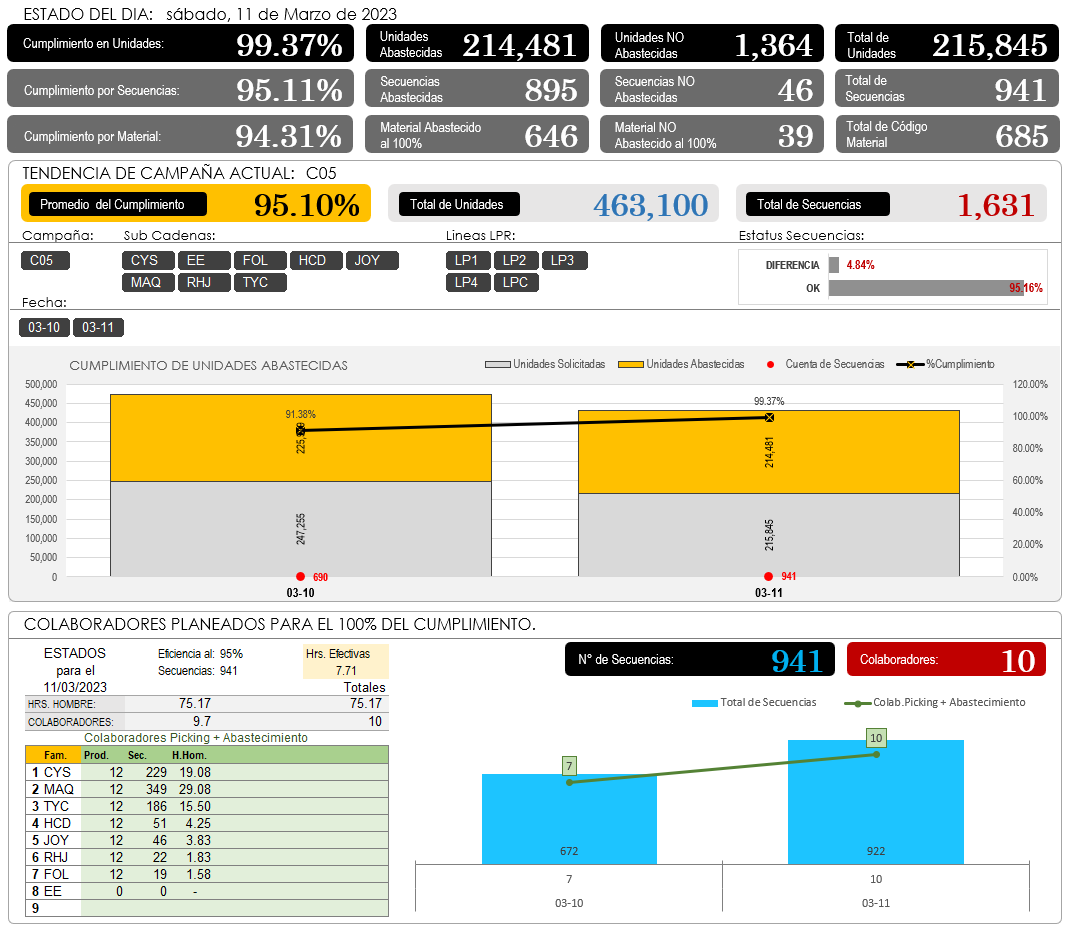 ESTADO DEL DIA: sábado, 11 de Marzo de 2023
Cumplimiento en Unidades: 99.37%
Unidades Abastecidas 214,481
Unidades NO Abastecidas 1,364
Total de Unidades 215,845
Cumplimiento por Secuencias: 95.11%
Secuencias Abastecidas 895
Secuencias NO Abastecidas 46
Total de Secuencias 941
Cumplimiento por Material: 94.31%
Material Abastecido al 100% 646
Material NO Abastecido al 100% 39
Total de Código Material 685
TENDENCIA DE CAMPAÑA ACTUAL: C05
Promedio del Cumplimiento 95.10%
Total de Unidades 463,100
Total de Secuencias 1,631
Campaña: Sub Cadenas: Lineas LPR: Estatus Secuencias:
C05 CYS EE FOL HCD JOY LP1 LP2 LP3
MAQ RHJ TYC LP4 LPC
DIFERENCIA 4.84%
OK 95.16%
Fecha:
03-10 03-11
CUMPLIMIENTO DE UNIDADES ABASTECIDAS
Unidades Solicitadas Unidades Abastecidas Cuenta de Secuencias %Cumplimiento
500,000 120.00%
450,000
400,000 100.00%
350,000
300,000 80.00%
250,000
200,000 60.00%
150,000 40.00%
100,000
50,000 20.00%
0 0.00%
91.38% 99.37%
214,481
247,255 215,845
690 941
03-10 03-11
COLABORADORES PLANEADOS PARA EL 100% DEL CUMPLIMIENTO.
ESTADOS Eficiencia al: 95% Hrs. Efectivas
para el Secuencias: 941 7.71
11/03/2023 Totales
HRS. HOMBRE: 75.17 75.17
COLABORADORES: 9.7 10
Colaboradores Picking + Abastecimiento
Fam. Prod. Sec. H.Hom.
1 CYS 12 229 19.08
2 MAQ 12 349 29.08
3 TYC 12 186 15.50
4 HCD 12 51 4.25
5 JOY 12 46 3.83
6 RHJ 12 22 1.83
7 FOL 12 19 1.58
8 EE 0 0 -
9
N° de Secuencias: 941
Colaboradores: 10
Total de Secuencias Colab.Picking + Abastecimiento
7 10
672 922
7 10
03-10 03-11